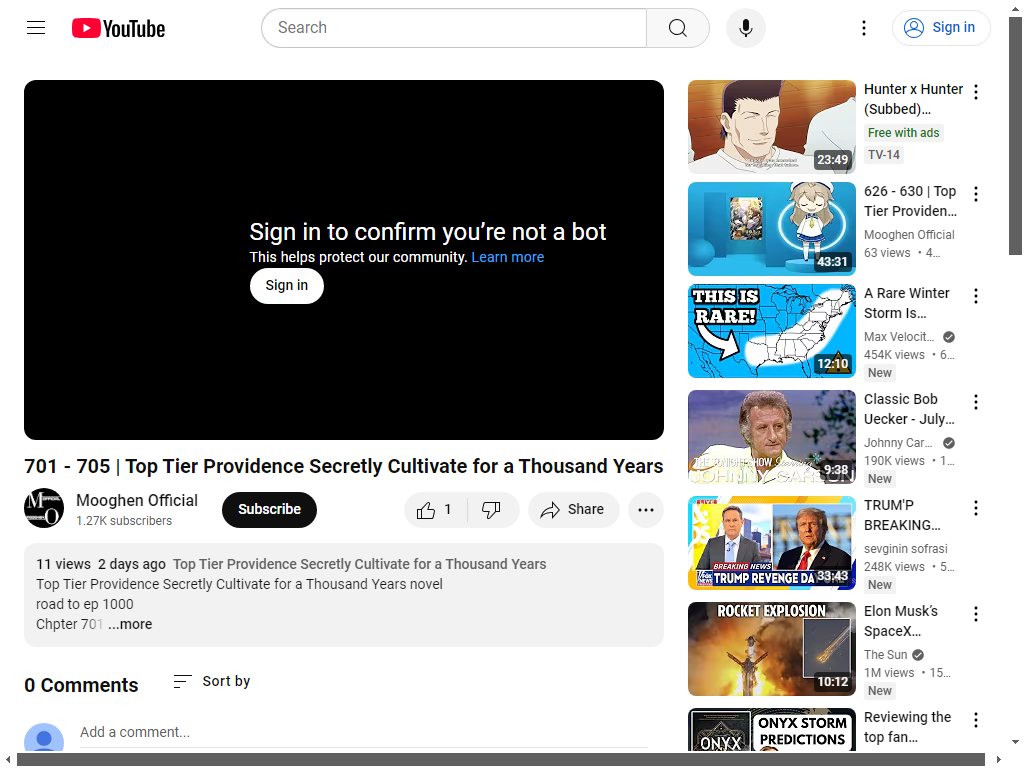 YouTube
Search
Sign in
Sign in to confirm you're not a bot
This helps protect our community. Learn more
Sign in
701 - 705 | Top Tier Providence Secretly Cultivate for a Thousand Years
Mooghen Official
1.27K subscribers
Subscribe
1
Share
11 views 2 days ago Top Tier Providence Secretly Cultivate for a Thousand Years
Top Tier Providence Secretly Cultivate for a Thousand Years novel
road to ep 1000
Chpter 701 ...more
0 Comments
Sort by
Add a comment...
23:49
Hunter x Hunter
(Subbed)...
Free with ads
TV-14
43:31
626 - 630 | Top
Tier Providen...
Mooghen Official
63 views • 4...
THIS IS
RARE!
12:10
A Rare Winter
Storm Is...
Max Velocit...
454K views • 6...
New
THE TONIGHT SHOW Starring
JOHNNY CARSON
9:38
Classic Bob
Uecker - July...
Johnny Car...
190K views • 1...
New
LIVE
BREAKING NEWS
TRUMP REVENGE DA
33:43
TRUM'P
BREAKING...
sevginin sofrasi
248K views • 5...
New
ROCKET EXPLOSION
10:12
Elon Musk's
SpaceX...
The Sun
1M views • 15...
New
ONYX
ONYX STORM
PREDICTIONS
Reviewing the
top fan...